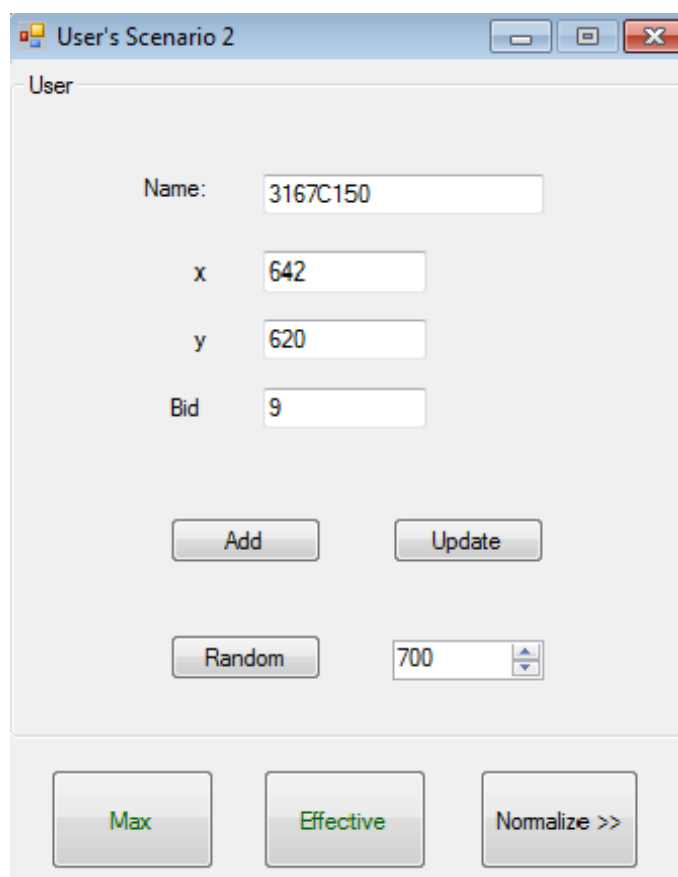 User's Scenario 2
User
Name: 3167C150
x 642
y 620
Bid 9
Add Update
Random 700
Max Effective Normalize >>